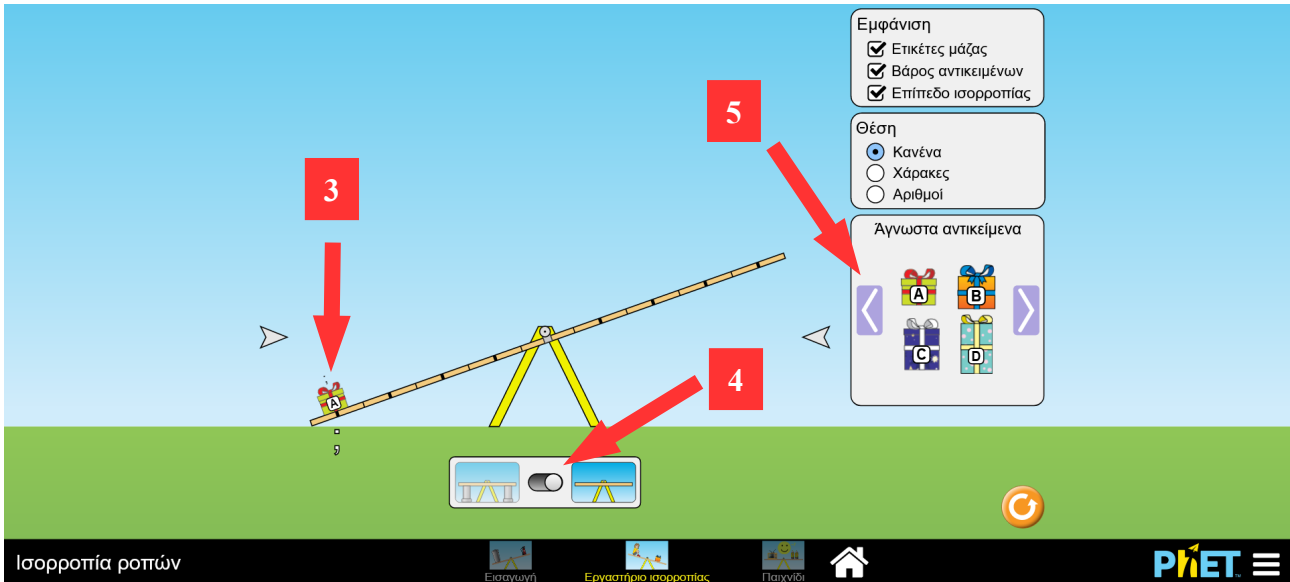 Εμφάνιση
Ετικέτες μάζας
Βάρος αντικειμένων
Επίπεδο ισορροπίας
5
Θέση
Κανένα
Χάρακες
Αριθμοί
3
Άγνωστα αντικείμενα
A
B
C
D
A
;
4
Ισορροπία ροπών
Εισαγωγή
Εργαστήριο ισορροπίας
Παιχνίδι
PhET